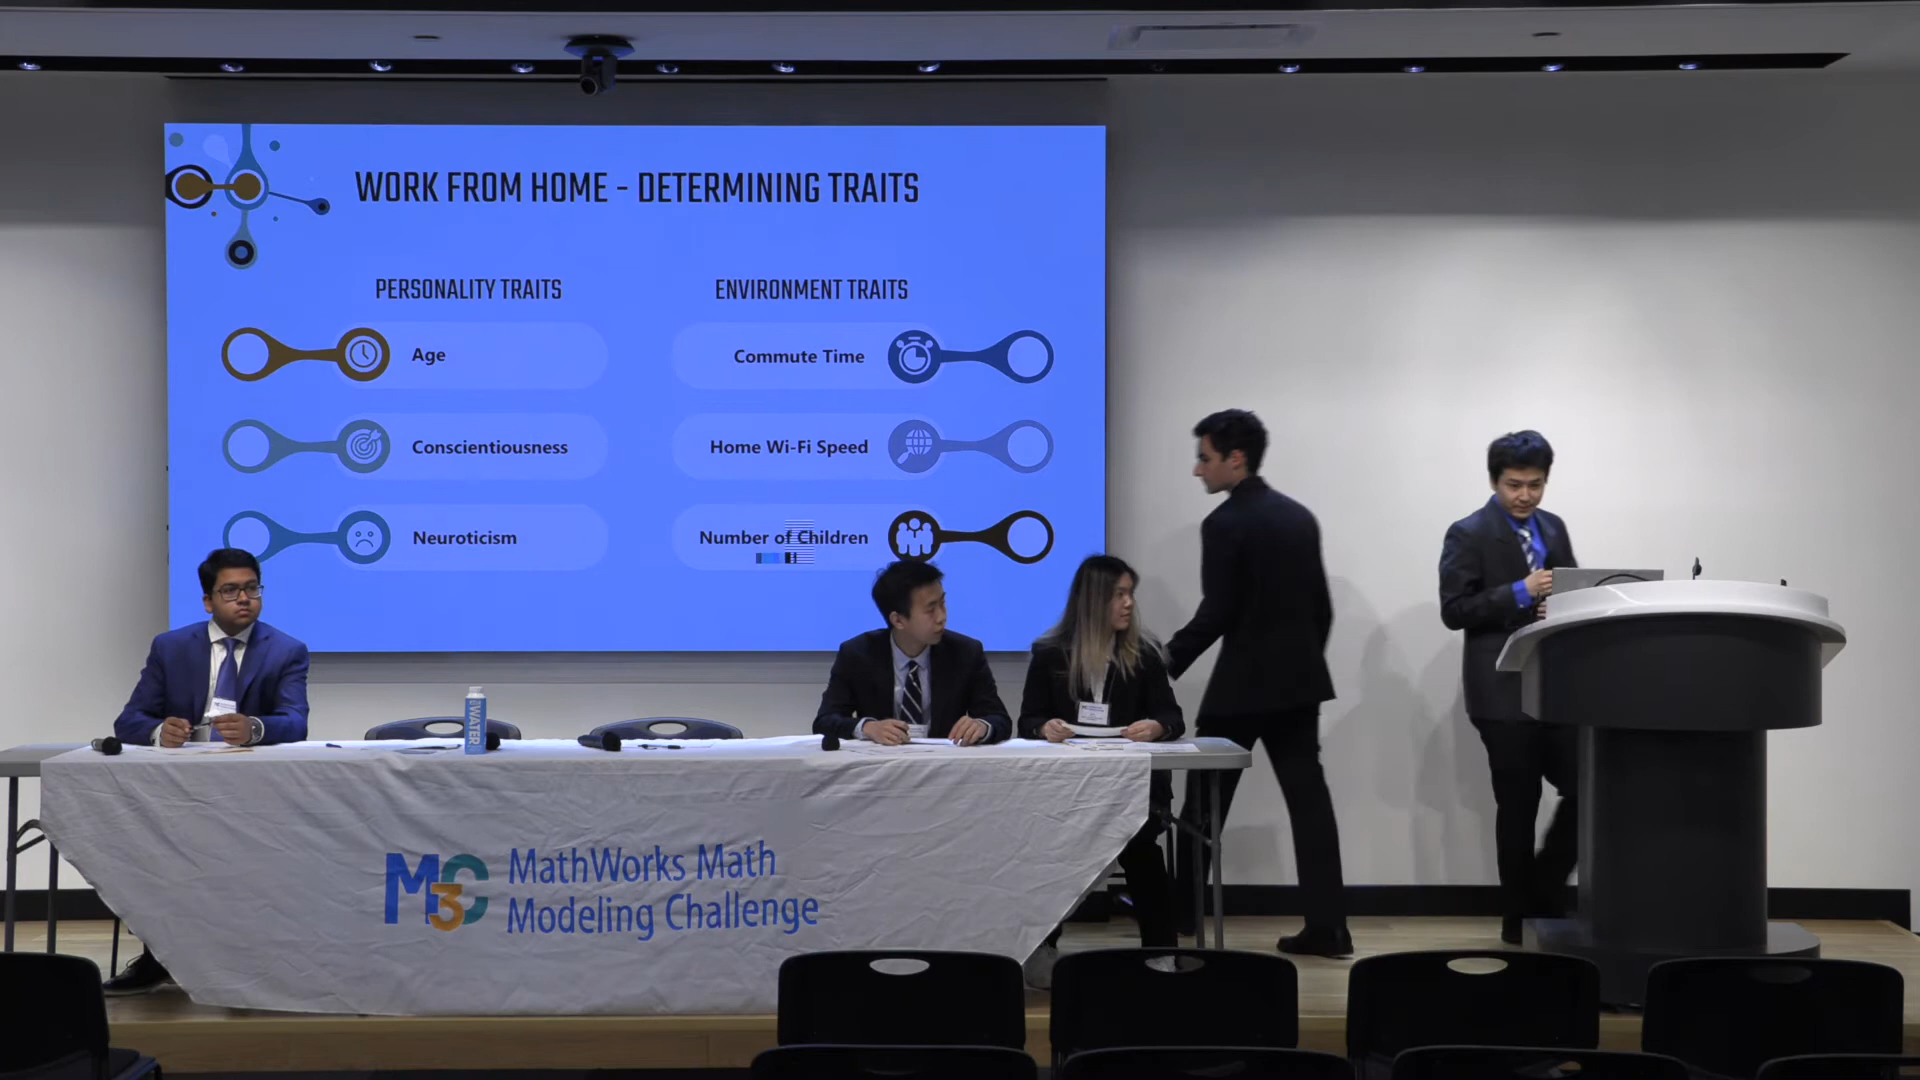 WORK FROM HOME - DETERMINING TRAITS
PERSONALITY TRAITS
ENVIRONMENT TRAITS
Age
Commute Time
Conscientiousness
Home Wi-Fi Speed
Neuroticism
Number of Children
WATER
M3C
MathWorks Math
Modeling Challenge